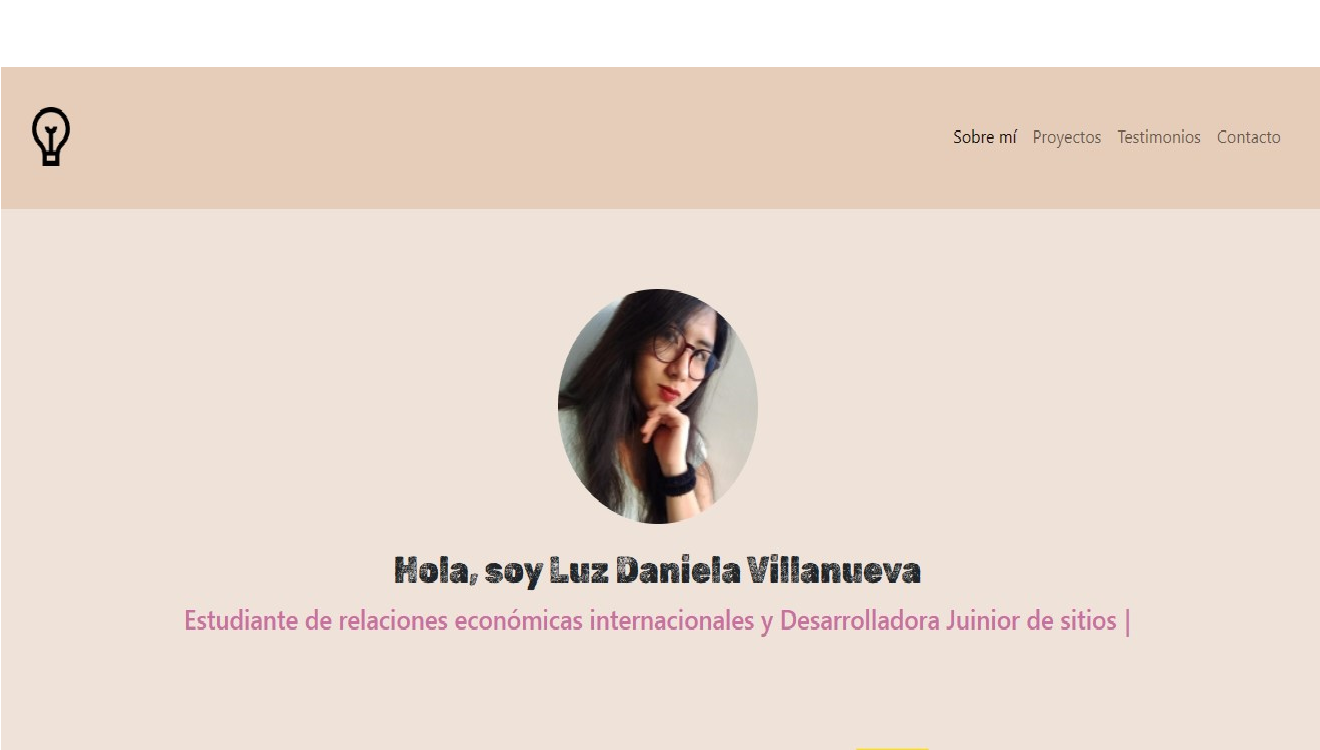 Sobre mí Proyectos Testimonios Contacto
Hola, soy Luz Daniela Villanueva
Estudiante de relaciones económicas internacionales y Desarrolladora Juinior de sitios |